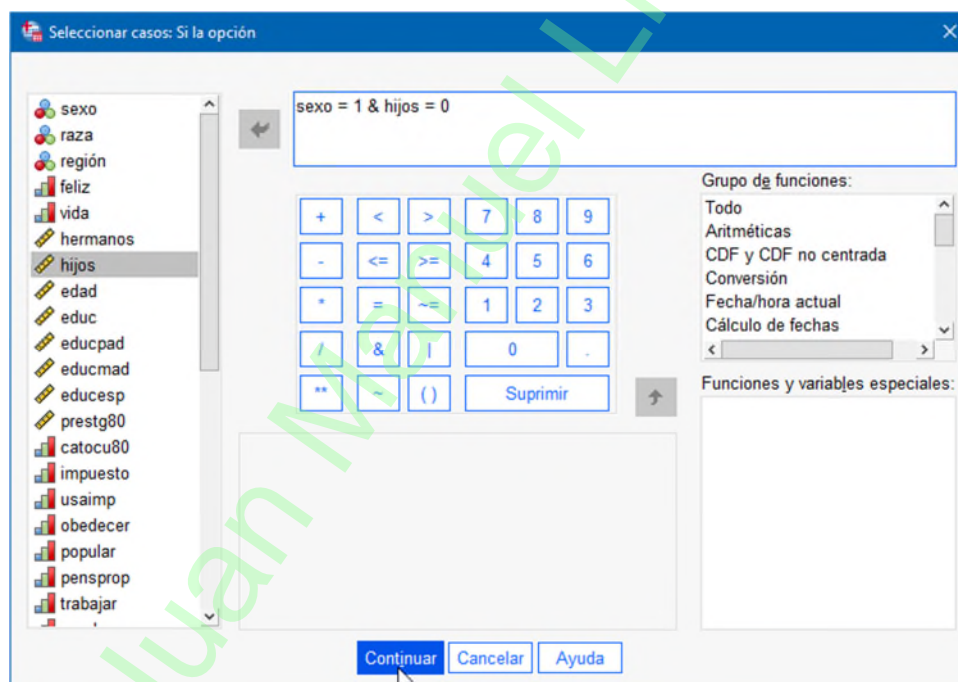 Seleccionar casos: Si la opción
sexo
raza
región
feliz
vida
hermanos
hijos
edad
educ
educpad
educmad
educesp
prestg80
catocu80
impuesto
usaimp
obedecer
popular
pensprop
trabajar
sexo = 1 & hijos = 0
+ < > 7 8 9
- <= >= 4 5 6
* = ~= 1 2 3
/ & | 0 .
** ~ ( ) Suprimir
Grupo de funciones:
Todo
Aritméticas
CDF y CDF no centrada
Conversión
Fecha/hora actual
Cálculo de fechas
Funciones y variables especiales:
Continuar Cancelar Ayuda
Juan Manuel